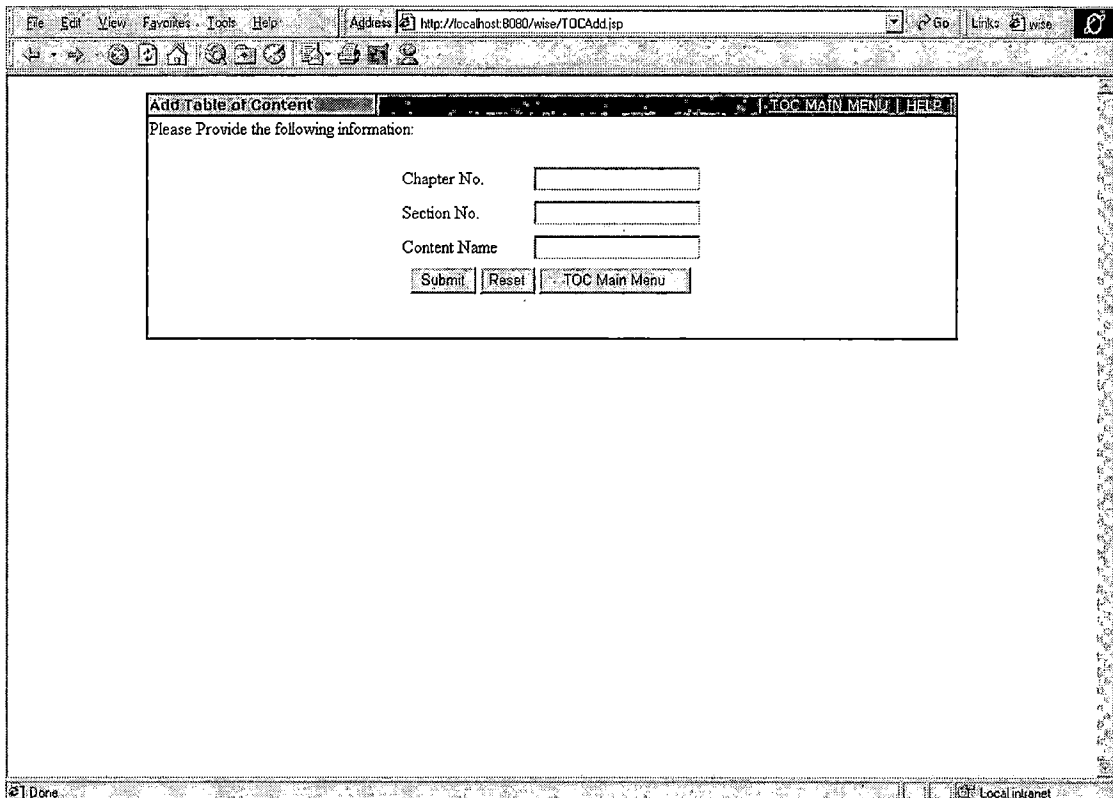 File Edit View Favorites Tools Help Address http://localhost:8080/wise/TOCAdd.jsp Go Links wise
Add Table of Content | TOC MAIN MENU | HELP |
Please Provide the following information:
Chapter No.
Section No.
Content Name
Submit Reset TOC Main Menu
Done Local intranet